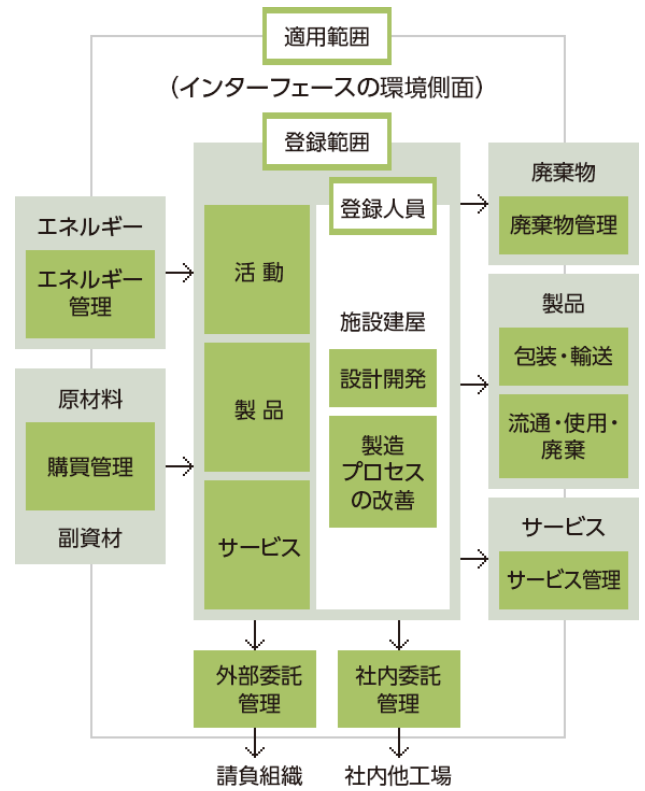 適用範囲
（インターフェースの環境側面）
登録範囲
登録人員
エネルギー
エネルギー
管理
原材料
購買管理
副資材
活 動
製 品
サービス
施設建屋
設計開発
製造
プロセス
の改善
廃棄物
廃棄物管理
製品
包装・輸送
流通・使用・
廃棄
サービス
サービス管理
外部委託
管理
社内委託
管理
請負組織
社内他工場